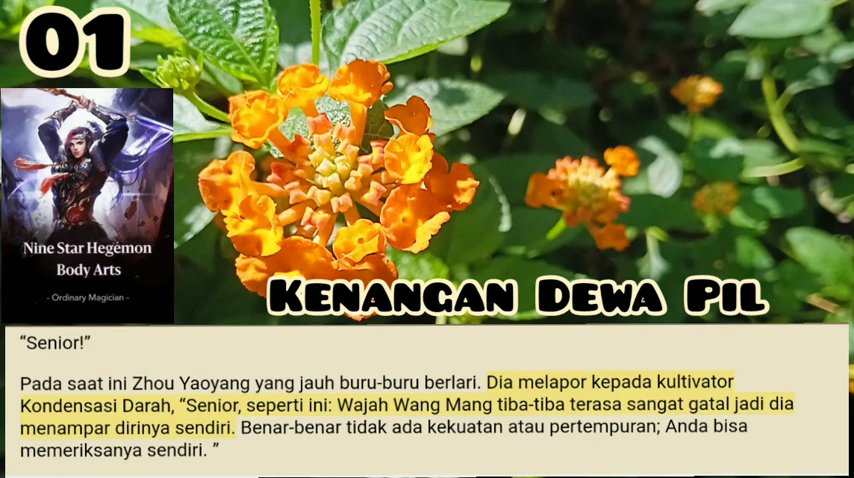 01
Nine Star Hegemon
Body Arts
- Ordinary Magician -
KENANGAN DEWA PIL
“Senior!”
Pada saat ini Zhou Yaoyang yang jauh buru-buru berlari. Dia melapor kepada kultivator
Kondensasi Darah, “Senior, seperti ini: Wajah Wang Mang tiba-tiba terasa sangat gatal jadi dia
menampar dirinya sendiri. Benar-benar tidak ada kekuatan atau pertempuran; Anda bisa
memeriksanya sendiri. ”